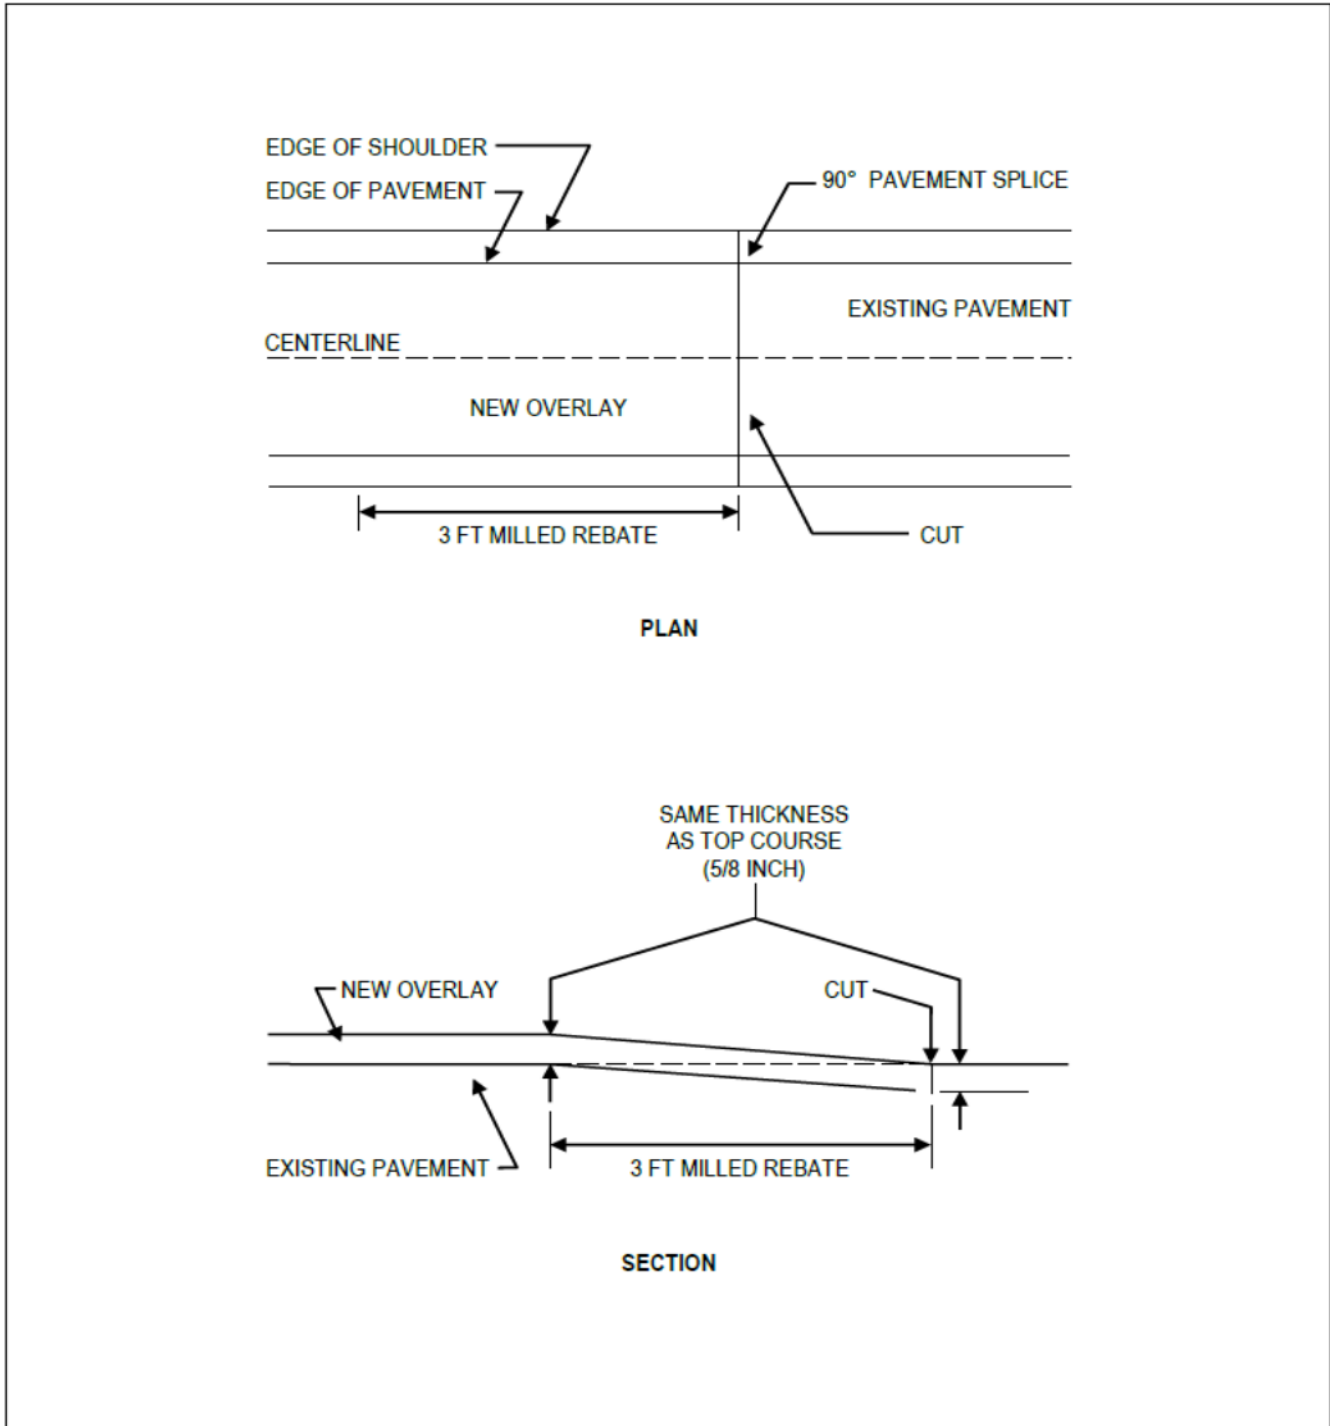 EDGE OF SHOULDER
EDGE OF PAVEMENT
90° PAVEMENT SPLICE
EXISTING PAVEMENT
CENTERLINE
NEW OVERLAY
3 FT MILLED REBATE
CUT
PLAN
SAME THICKNESS
AS TOP COURSE
(5/8 INCH)
NEW OVERLAY
CUT
EXISTING PAVEMENT
3 FT MILLED REBATE
SECTION